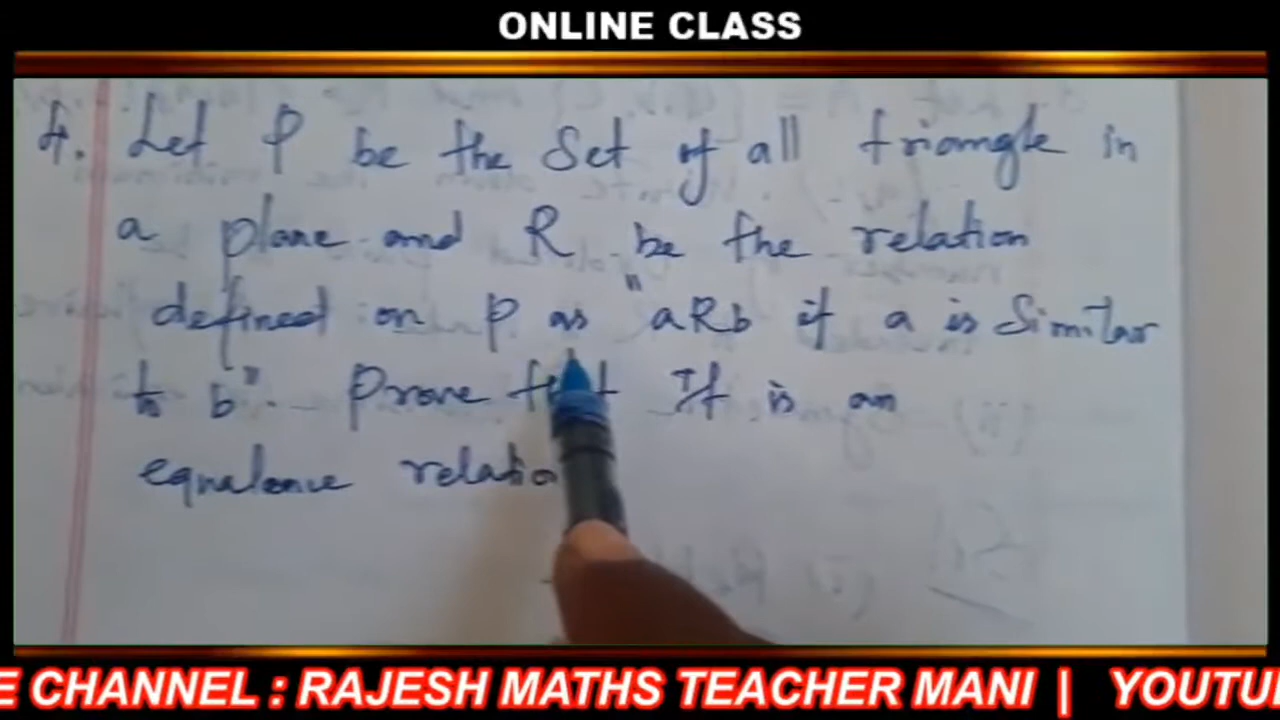 ONLINE CLASS
4. Let P be the Set of all triangle in
a plane and R be the relation
defined on P as "aRb if a is Similar
to b". Prove that It is an
equalence relation
E CHANNEL : RAJESH MATHS TEACHER MANI | YOUTU